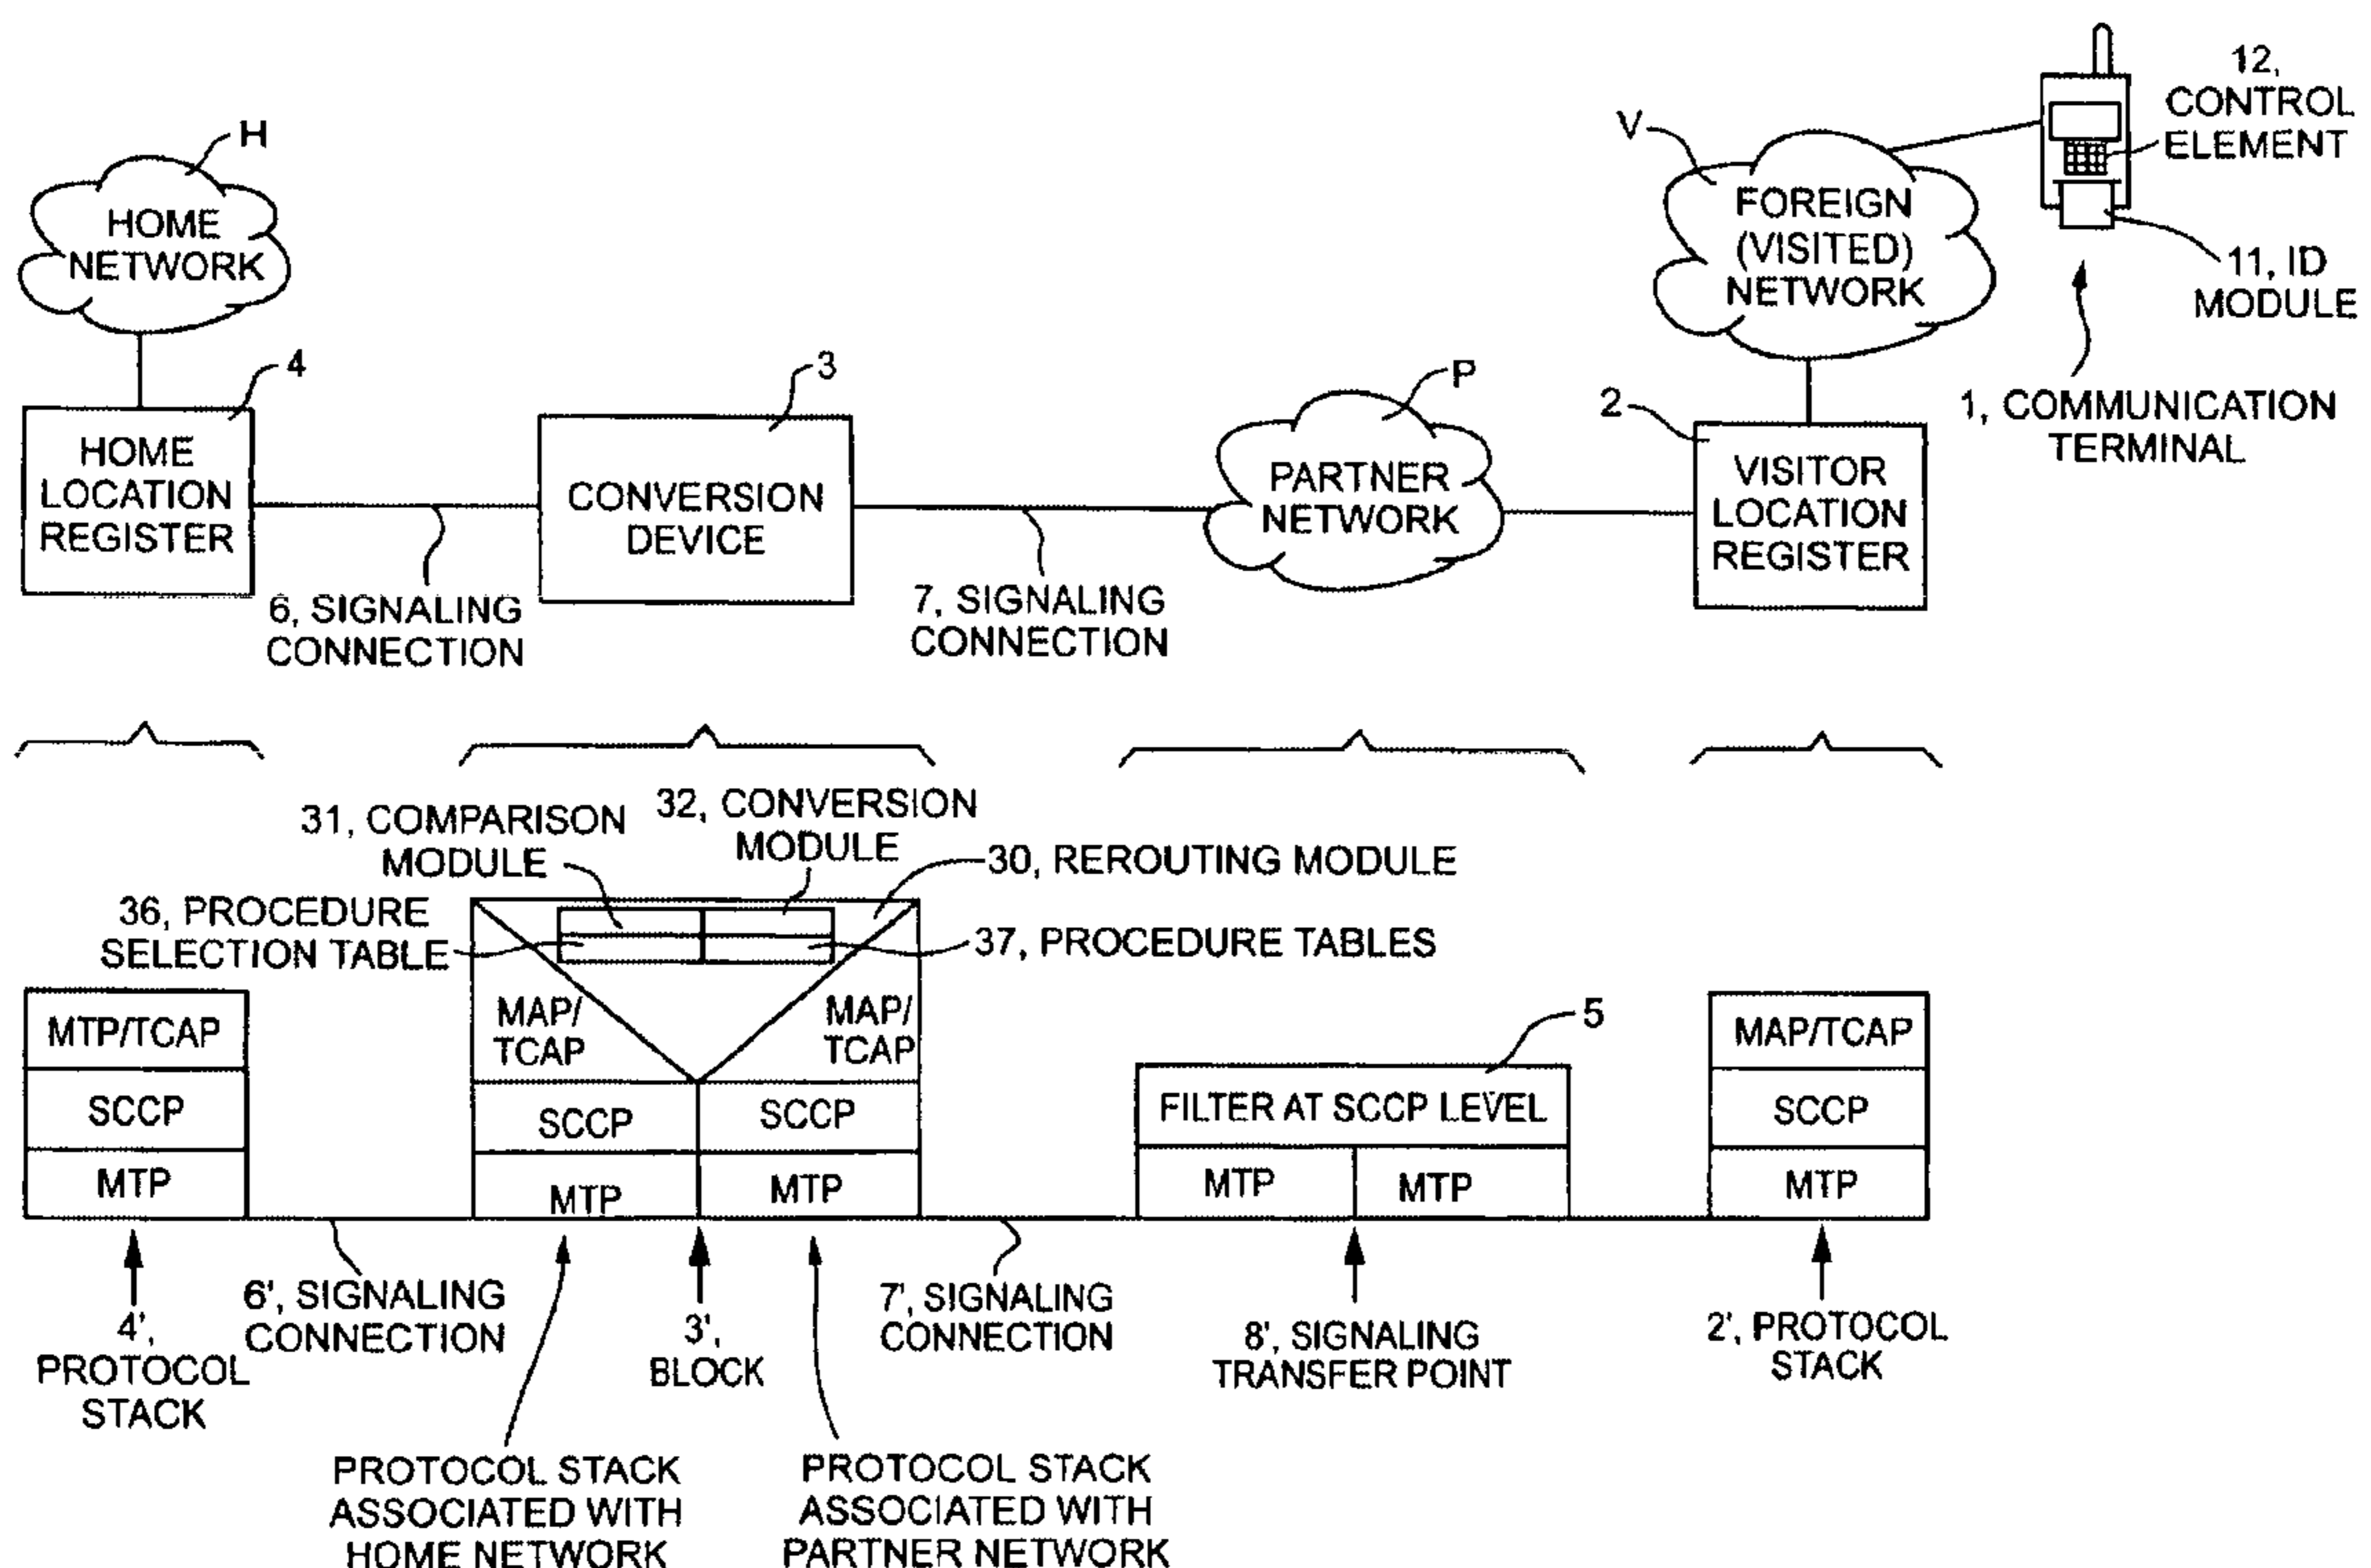 H
HOME
NETWORK
4
HOME
LOCATION
REGISTER
6, SIGNALING
CONNECTION
3
CONVERSION
DEVICE
7, SIGNALING
CONNECTION
P
PARTNER
NETWORK
V
FOREIGN
(VISITED)
NETWORK
12,
CONTROL
ELEMENT
11, ID
MODULE
1, COMMUNICATION
TERMINAL
2
VISITOR
LOCATION
REGISTER
31, COMPARISON
MODULE
32, CONVERSION
MODULE
30, REROUTING MODULE
36, PROCEDURE
SELECTION TABLE
37, PROCEDURE TABLES
MTP/TCAP
SCCP
MTP
MAP/
TCAP
MAP/
TCAP
SCCP
SCCP
MTP
MTP
5
FILTER AT SCCP LEVEL
MTP
MTP
MAP/TCAP
SCCP
MTP
4',
PROTOCOL
STACK
6', SIGNALING
CONNECTION
3',
BLOCK
7', SIGNALING
CONNECTION
8', SIGNALING
TRANSFER POINT
2', PROTOCOL
STACK
PROTOCOL STACK
ASSOCIATED WITH
HOME NETWORK
PROTOCOL STACK
ASSOCIATED WITH
PARTNER NETWORK